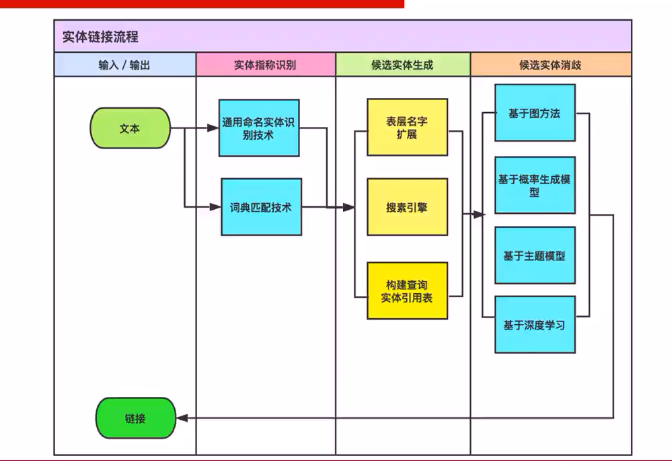 实体链接流程
输入 / 输出
实体指称识别
候选实体生成
候选实体消歧
文本
通用命名实体识
别技术
词典匹配技术
表层名字
扩展
搜素引擎
构建查询
实体引用表
基于图方法
基于概率生成模
型
基于主题模型
基于深度学习
链接